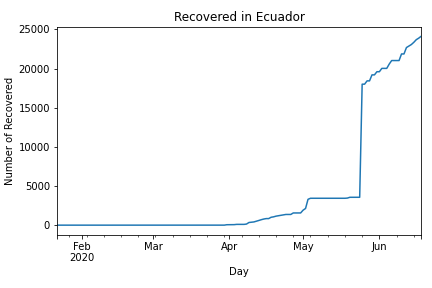 Recovered in Ecuador
Number of Recovered
25000
20000
15000
10000
5000
0
Feb
2020
Mar
Apr
May
Jun
Day